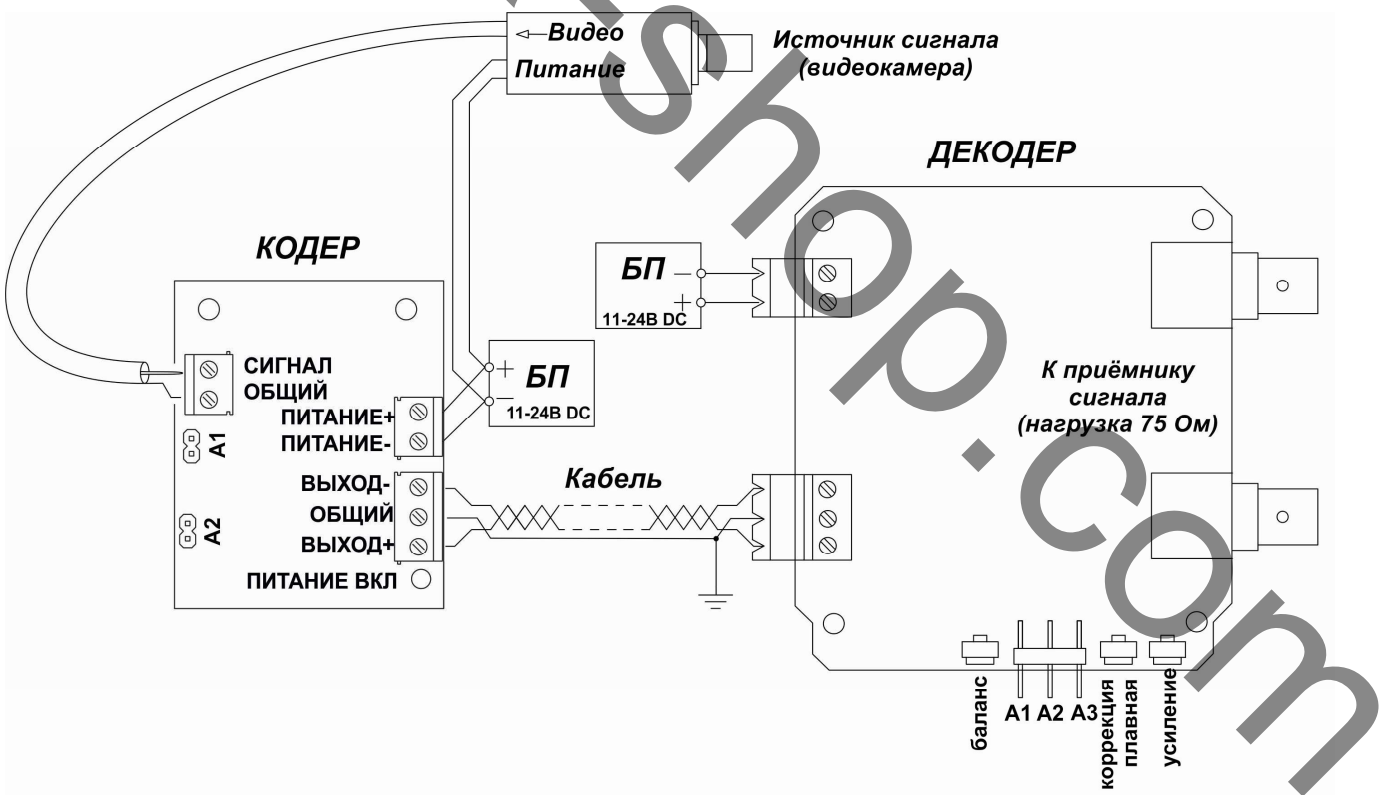 Видео
Питание
Источник сигнала
(видеокамера)
ДЕКОДЕР
КОДЕР
БП
– +
11-24В DC
СИГНАЛ
ОБЩИЙ
ПИТАНИЕ+
ПИТАНИЕ-
+ –
БП
11-24В DC
A1
A2
ВЫХОД-
ОБЩИЙ
ВЫХОД+
ПИТАНИЕ ВКЛ
Кабель
К приёмнику
сигнала
(нагрузка 75 Ом)
баланс
A1 A2 A3
коррекция
плавная
усиление
shop.com